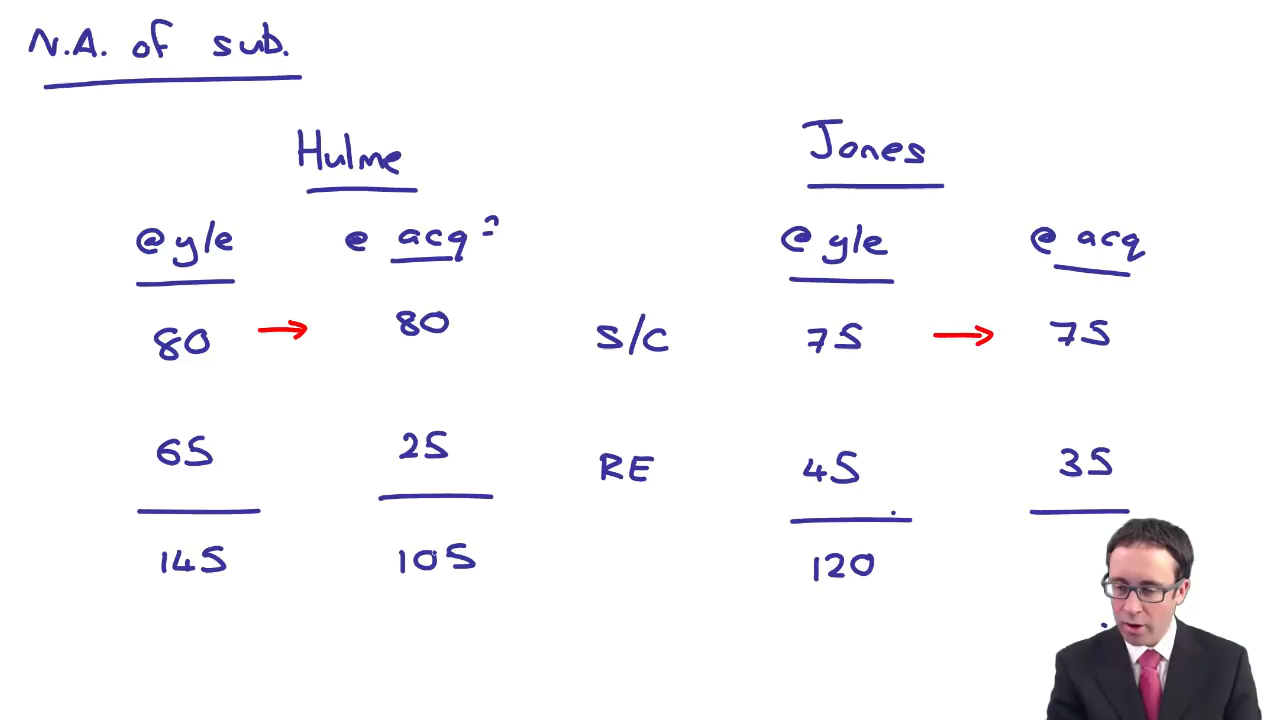 N.A. of sub.
Hulme Jones
@ y/e @ acq= @ y/e @ acq
80 → 80 S/C 75 → 75
65 25 RE 45 35
145 105 120